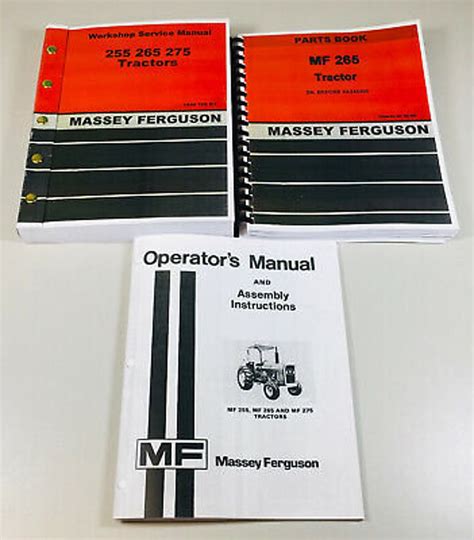 Workshop Service Manual
255 265 275
Tractors
MASSEY FERGUSON
PARTS BOOK
MF 265
Tractor
MASSEY FERGUSON
Operator's Manual
AND
Assembly
Instructions
MF 255, MF 265 AND MF 275
TRACTORS
MF
Massey Ferguson